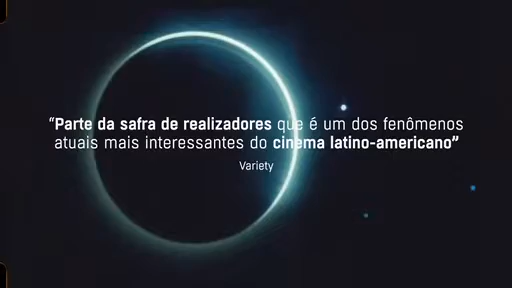 “Parte da safra de realizadores que é um dos fenômenos
atuais mais interessantes do cinema latino-americano”
Variety